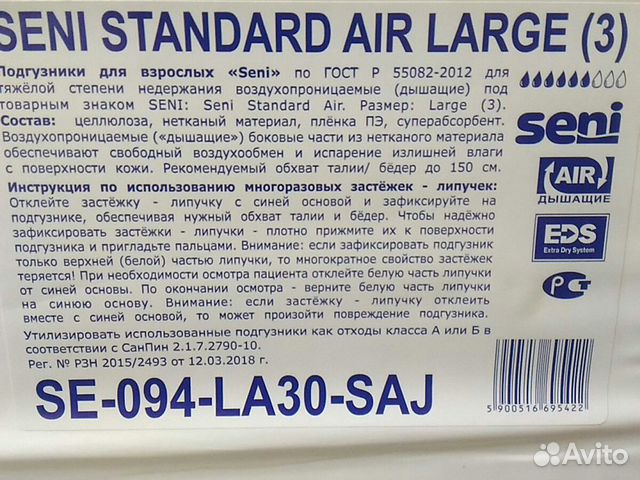 SENI STANDARD AIR LARGE (3)
Подгузники для взрослых «Seni» по ГОСТ Р 55082-2012 для
тяжёлой степени недержания воздухопроницаемые (дышащие) под
товарным знаком SENI: Seni Standard Air. Размер: Large (3).
Состав: целлюлоза, нетканый материал, плёнка ПЭ, суперабсорбент.
Воздухопроницаемые («дышащие») боковые части из нетканого материала
обеспечивают свободный воздухообмен и испарение излишней влаги
с поверхности кожи. Рекомендуемый обхват талии/ бёдер до 150 см.
Инструкция по использованию многоразовых застёжек - липучек:
Отклейте застёжку - липучку с синей основой и зафиксируйте на
подгузнике, обеспечивая нужный обхват талии и бёдер. Чтобы надёжно
зафиксировать застёжки - липучки - плотно прижмите их к поверхности
подгузника и пригладьте пальцами. Внимание: если зафиксировать подгузник
только верхней (белой) частью липучки, то многократное свойство застёжек
теряется! При необходимости осмотра пациента отклейте белую часть липучки
от синей основы. По окончании осмотра - верните белую часть липучки
на синюю основу. Внимание: если застёжку - липучку отклеить
вместе с синей основой, то может произойти повреждение подгузника.
Утилизировать использованные подгузники как отходы класса А или Б в
соответствии с СанПин 2.1.7.2790-10.
Рег. № РЗН 2015/2493 от 12.03.2018 г.
SE-094-LA30-SAJ
seni
AIR
ДЫШАЩИЕ
EDS
Extra Dry System
РСТ
5 900516 695422
Avito